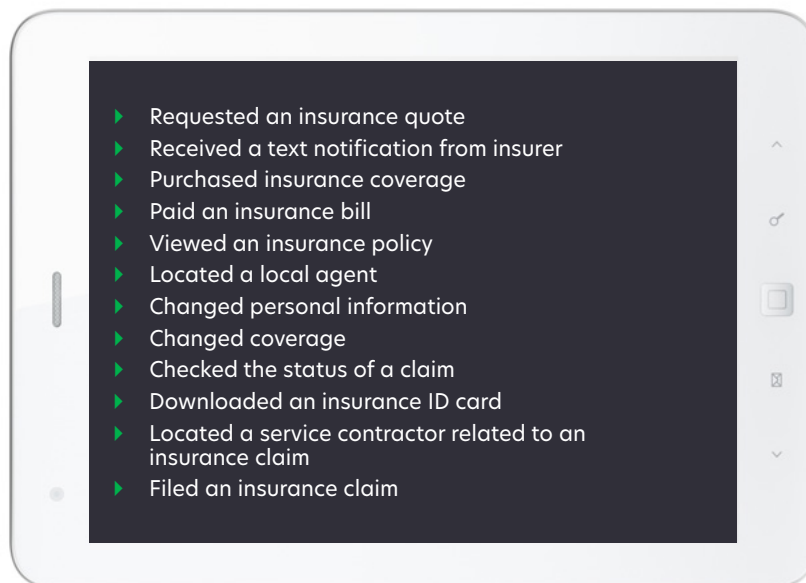 Requested an insurance quote
Received a text notification from insurer
Purchased insurance coverage
Paid an insurance bill
Viewed an insurance policy
Located a local agent
Changed personal information
Changed coverage
Checked the status of a claim
Downloaded an insurance ID card
Located a service contractor related to an
insurance claim
Filed an insurance claim